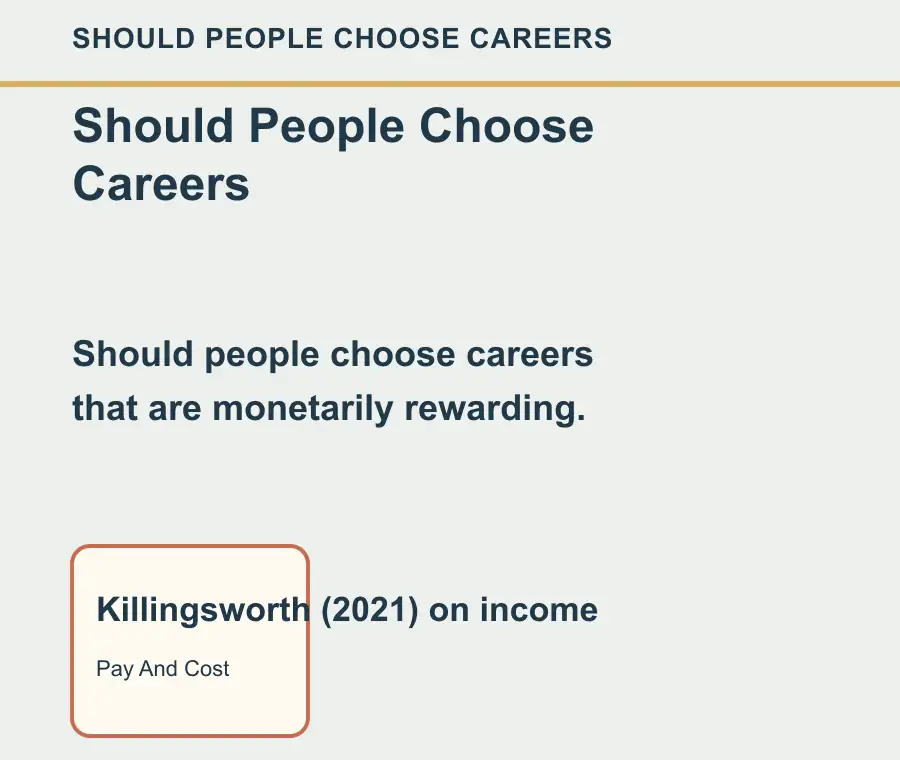 SHOULD PEOPLE CHOOSE CAREERS
Should People Choose
Careers
Should people choose careers
that are monetarily rewarding.
Killingsworth (2021) on income
Pay And Cost